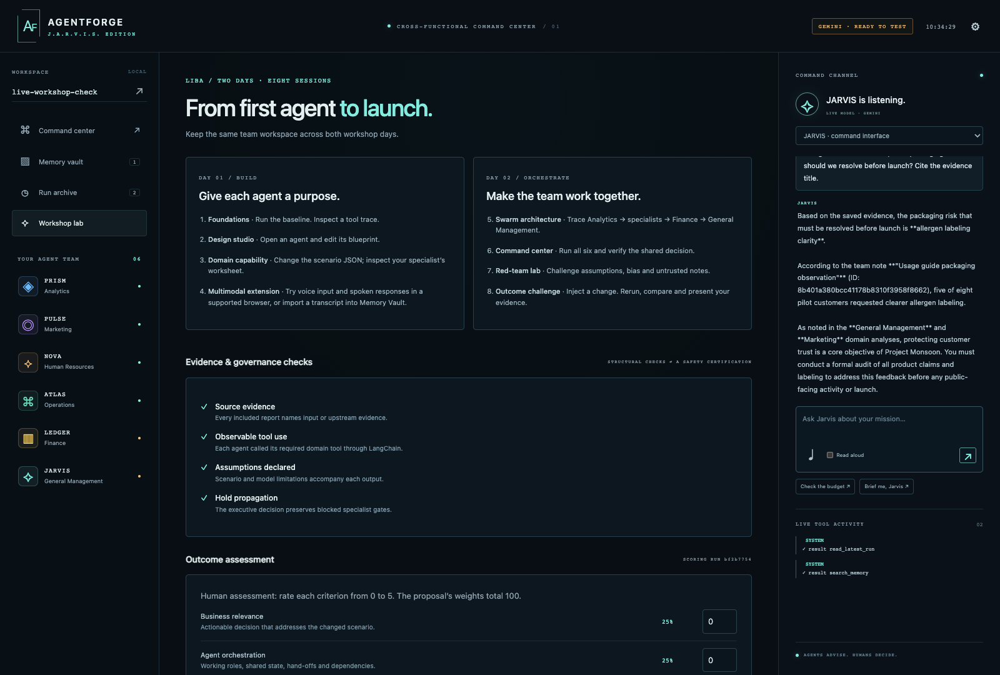 AF
AGENTFORGE
J.A.R.V.I.S. EDITION
CROSS-FUNCTIONAL COMMAND CENTER / 01
GEMINI · READY TO TEST
10:34:29
WORKSPACE
LOCAL
live-workshop-check
Command center
Memory vault
1
Run archive
2
Workshop lab
YOUR AGENT TEAM
06
PRISM
Analytics
PULSE
Marketing
NOVA
Human Resources
ATLAS
Operations
LEDGER
Finance
JARVIS
General Management
LIBA / TWO DAYS · EIGHT SESSIONS
From first agent to launch.
Keep the same team workspace across both workshop days.
DAY 01 / BUILD
Give each agent a purpose.
1. Foundations · Run the baseline. Inspect a tool trace.
2. Design studio · Open an agent and edit its blueprint.
3. Domain capability · Change the scenario JSON; inspect your specialist's
worksheet.
4. Multimodal extension · Try voice input and spoken responses in a
supported browser, or import a transcript into Memory Vault.
DAY 02 / ORCHESTRATE
Make the team work together.
5. Swarm architecture · Trace Analytics → specialists → Finance → General
Management.
6. Command center · Run all six and verify the shared decision.
7. Red-team lab · Challenge assumptions, bias and untrusted notes.
8. Outcome challenge · Inject a change. Rerun, compare and present your
evidence.
Evidence & governance checks
STRUCTURAL CHECKS ≠ A SAFETY CERTIFICATION
✓ Source evidence
Every included report names input or upstream evidence.
✓ Observable tool use
Each agent called its required domain tool through LangChain.
✓ Assumptions declared
Scenario and model limitations accompany each output.
✓ Hold propagation
The executive decision preserves blocked specialist gates.
Outcome assessment
SCORING RUN bf2b7754
Human assessment: rate each criterion from 0 to 5. The proposal's weights total 100.
Business relevance
Actionable decision that addresses the changed scenario.
25%
0
Agent orchestration
Working roles, shared state, hand-offs and dependencies.
25%
0
COMMAND CHANNEL
JARVIS is listening.
LIVE MODEL · GEMINI
JARVIS · command interface
should we resolve before launch? Cite the evidence
title.
JARVIS
Based on the saved evidence, the packaging risk that
must be resolved before launch is **allergen labeling
clarity**.
According to the team note **"Usage guide packaging
observation"** (ID:
8b401a380bcc41178b8310f3958f8662), five of eight
pilot customers requested clearer allergen labeling.
As noted in the **General Management** and
**Marketing** domain analyses, protecting customer
trust is a core objective of Project Monsoon. You must
conduct a formal audit of all product claims and
labeling to address this feedback before any public-
facing activity or launch.
Ask Jarvis about your mission...
Read aloud
Check the budget ↗
Brief me, Jarvis ↗
LIVE TOOL ACTIVITY
02
SYSTEM
✓ result read_latest_run
SYSTEM
✓ result search_memory
AGENTS ADVISE. HUMANS DECIDE.